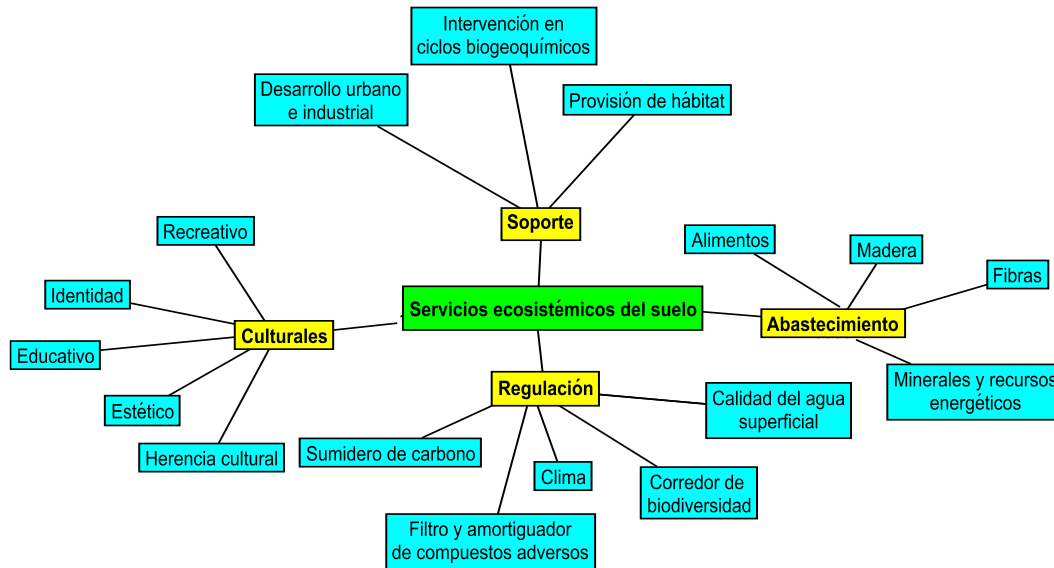 Intervención en
ciclos biogeoquímicos
Desarrollo urbano
e industrial
Provisión de hábitat
Soporte
Recreativo
Identidad
Educativo
Estético
Herencia cultural
Culturales
Servicios ecosistémicos del suelo
Alimentos
Madera
Fibras
Abastecimiento
Minerales y recursos
energéticos
Regulación
Calidad del agua
superficial
Sumidero de carbono
Clima
Corredor de
biodiversidad
Filtro y amortiguador
de compuestos adversos